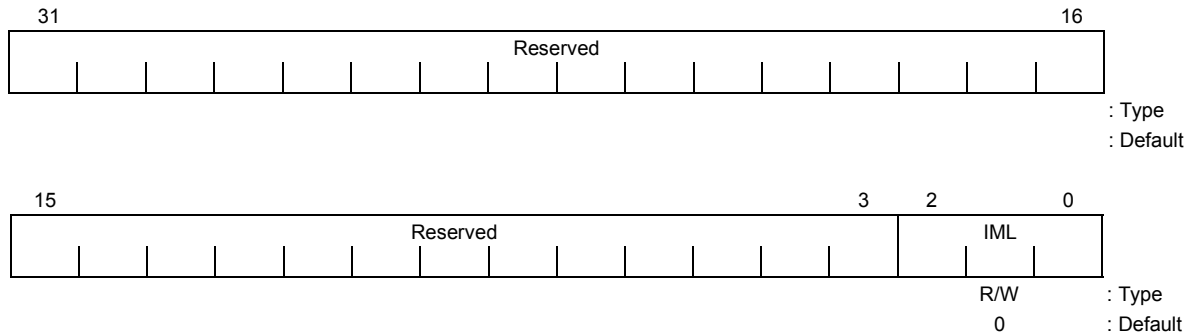 31 16
Reserved
: Type
: Default
15 3 2 0
Reserved IML
R/W : Type
0 : Default